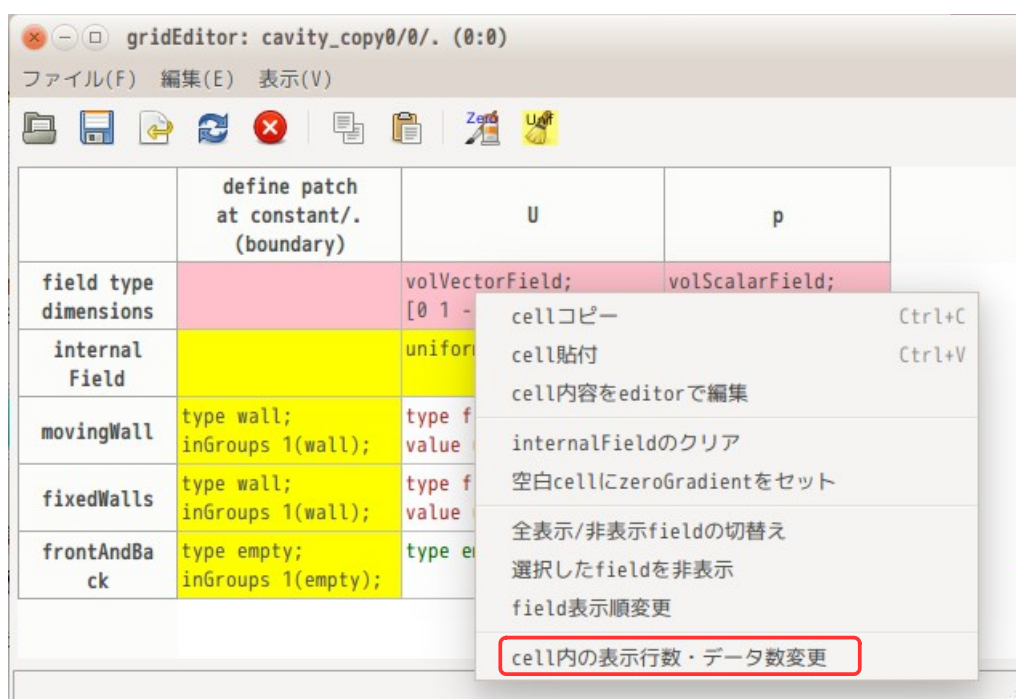 gridEditor: cavity_copy0/0/. (0:0)
ファイル(F) 編集(E) 表示(V)
Zero Unif
define patch
at constant/.
(boundary)
U
p
field type
dimensions
volVectorField;
[0 1 -
volScalarField;
internal
Field
movingWall
type wall;
inGroups 1(wall);
type f
value
fixedWalls
type wall;
inGroups 1(wall);
type f
value
frontAndBa
ck
type empty;
inGroups 1(empty);
cellコピー Ctrl+C
cell貼付 Ctrl+V
cell内容をeditorで編集
internalFieldのクリア
空白cellにzeroGradientをセット
全表示/非表示fieldの切替え
選択したfieldを非表示
field表示順変更
cell内の表示行数・データ数変更